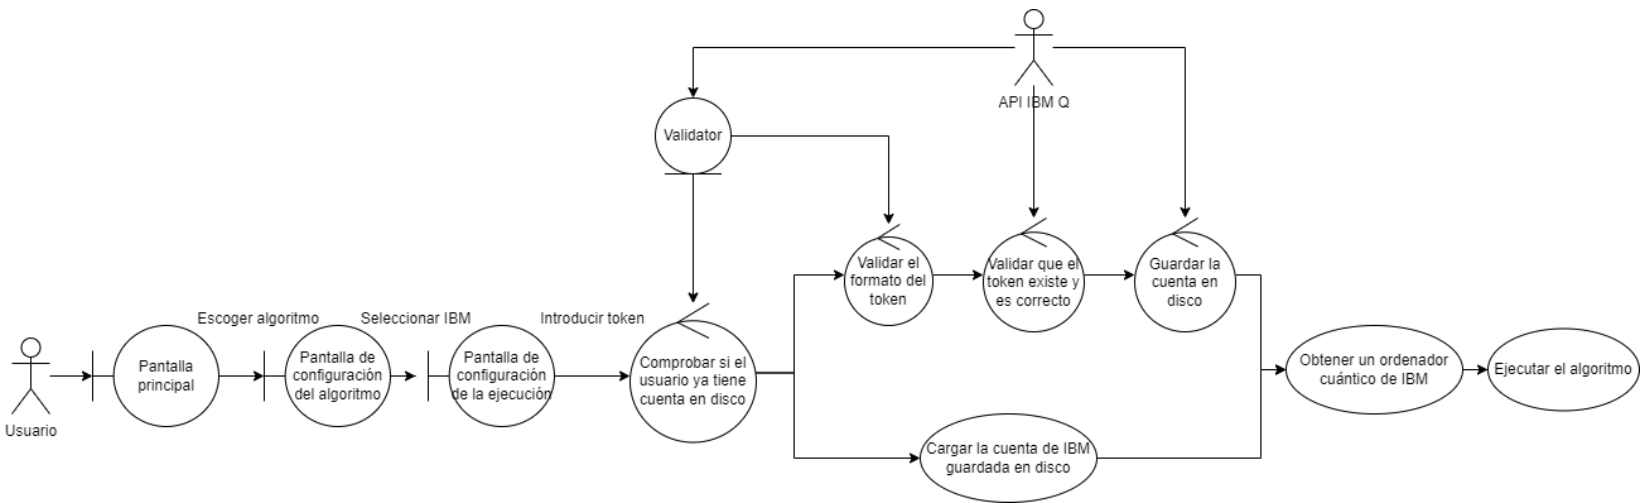 API IBM Q
Validator
Validar el
formato del
token
Validar que el
token existe y
es correcto
Guardar la
cuenta en
disco
Escoger algoritmo
Seleccionar IBM
Introducir token
Usuario
Pantalla
principal
Pantalla de
configuración
del algoritmo
Pantalla de
configuración
de la ejecución
Comprobar si el
usuario ya tiene
cuenta en disco
Cargar la cuenta de IBM
guardada en disco
Obtener un ordenador
cuántico de IBM
Ejecutar el algoritmo